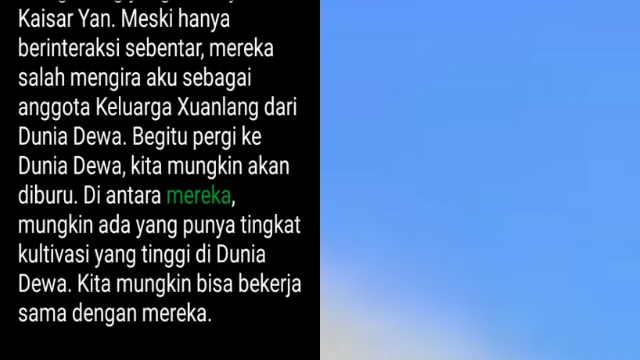 Kaisar Yan. Meski hanya
berinteraksi sebentar, mereka
salah mengira aku sebagai
anggota Keluarga Xuanlang dari
Dunia Dewa. Begitu pergi ke
Dunia Dewa, kita mungkin akan
diburu. Di antara mereka,
mungkin ada yang punya tingkat
kultivasi yang tinggi di Dunia
Dewa. Kita mungkin bisa bekerja
sama dengan mereka.